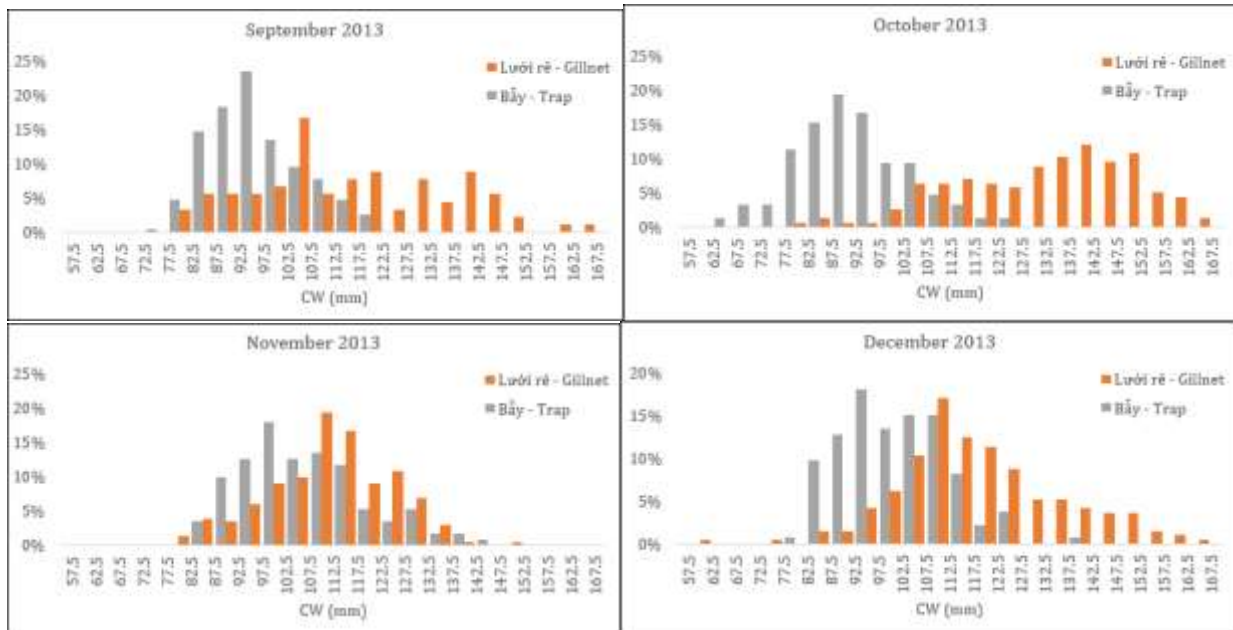 September 2013
25%
20%
15%
10%
5%
0%
Lưới rê - Gillnet
Bẫy - Trap
57.5 62.5 67.5 72.5 77.5 82.5 87.5 92.5 97.5 102.5 107.5 112.5 117.5 122.5 127.5 132.5 137.5 142.5 147.5 152.5 157.5 162.5 167.5
CW (mm)
October 2013
25%
20%
15%
10%
5%
0%
Lưới rê - Gillnet
Bẫy - Trap
57.5 62.5 67.5 72.5 77.5 82.5 87.5 92.5 97.5 102.5 107.5 112.5 117.5 122.5 127.5 132.5 137.5 142.5 147.5 152.5 157.5 162.5 167.5
CW (mm)
November 2013
25%
20%
15%
10%
5%
0%
Lưới rê - Gillnet
Bẫy - Trap
57.5 62.5 67.5 72.5 77.5 82.5 87.5 92.5 97.5 102.5 107.5 112.5 117.5 122.5 127.5 132.5 137.5 142.5 147.5 152.5 157.5 162.5 167.5
CW (mm)
December 2013
20%
15%
10%
5%
0%
Lưới rê - Gillnet
Bẫy - Trap
57.5 62.5 67.5 72.5 77.5 82.5 87.5 92.5 97.5 102.5 107.5 112.5 117.5 122.5 127.5 132.5 137.5 142.5 147.5 152.5 157.5 162.5 167.5
CW (mm)